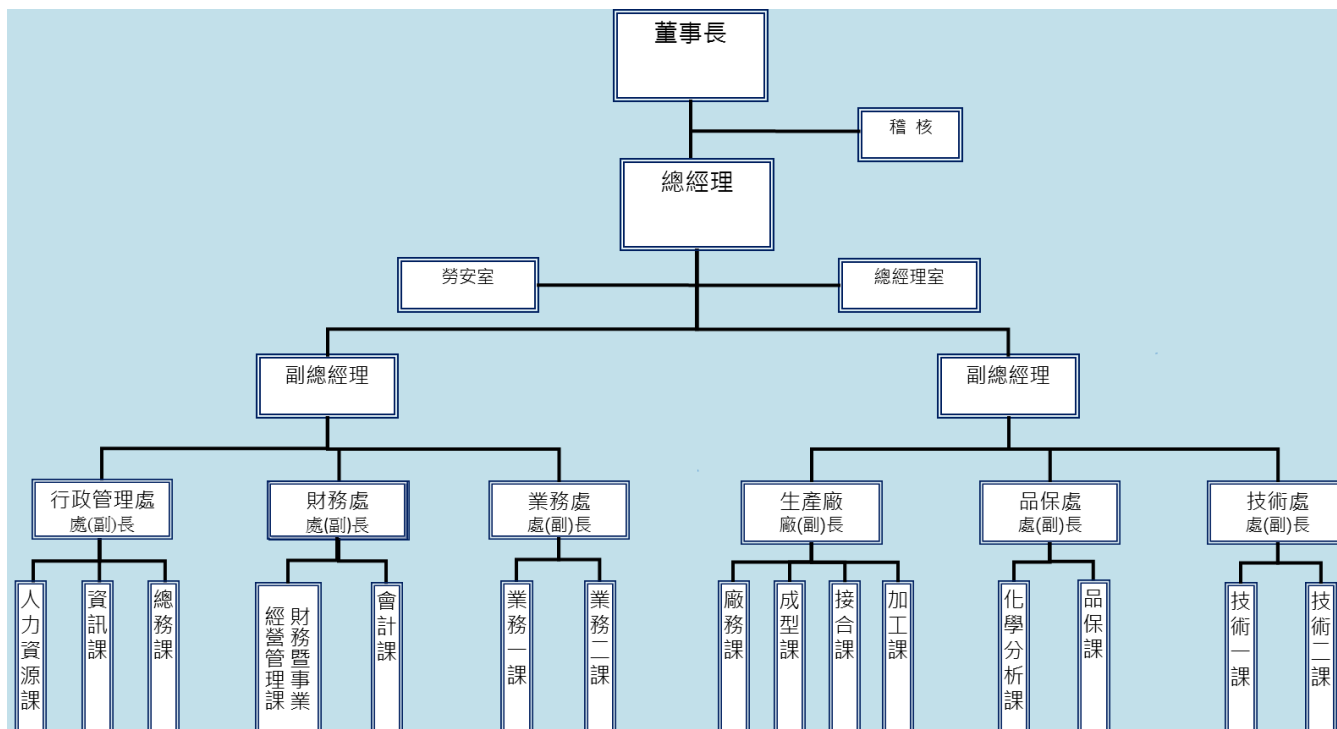 董事長
稽 核
總經理
勞安室
總經理室
副總經理
副總經理
行政管理處
處(副)長
財務處
處(副)長
業務處
處(副)長
生產廠
廠(副)長
品保處
處(副)長
技術處
處(副)長
人力資源課
資訊課
總務課
財務暨事業
經營管理課
會計課
業務一課
業務二課
廠務課
成型課
接合課
加工課
化學分析課
品保課
技術一課
技術二課